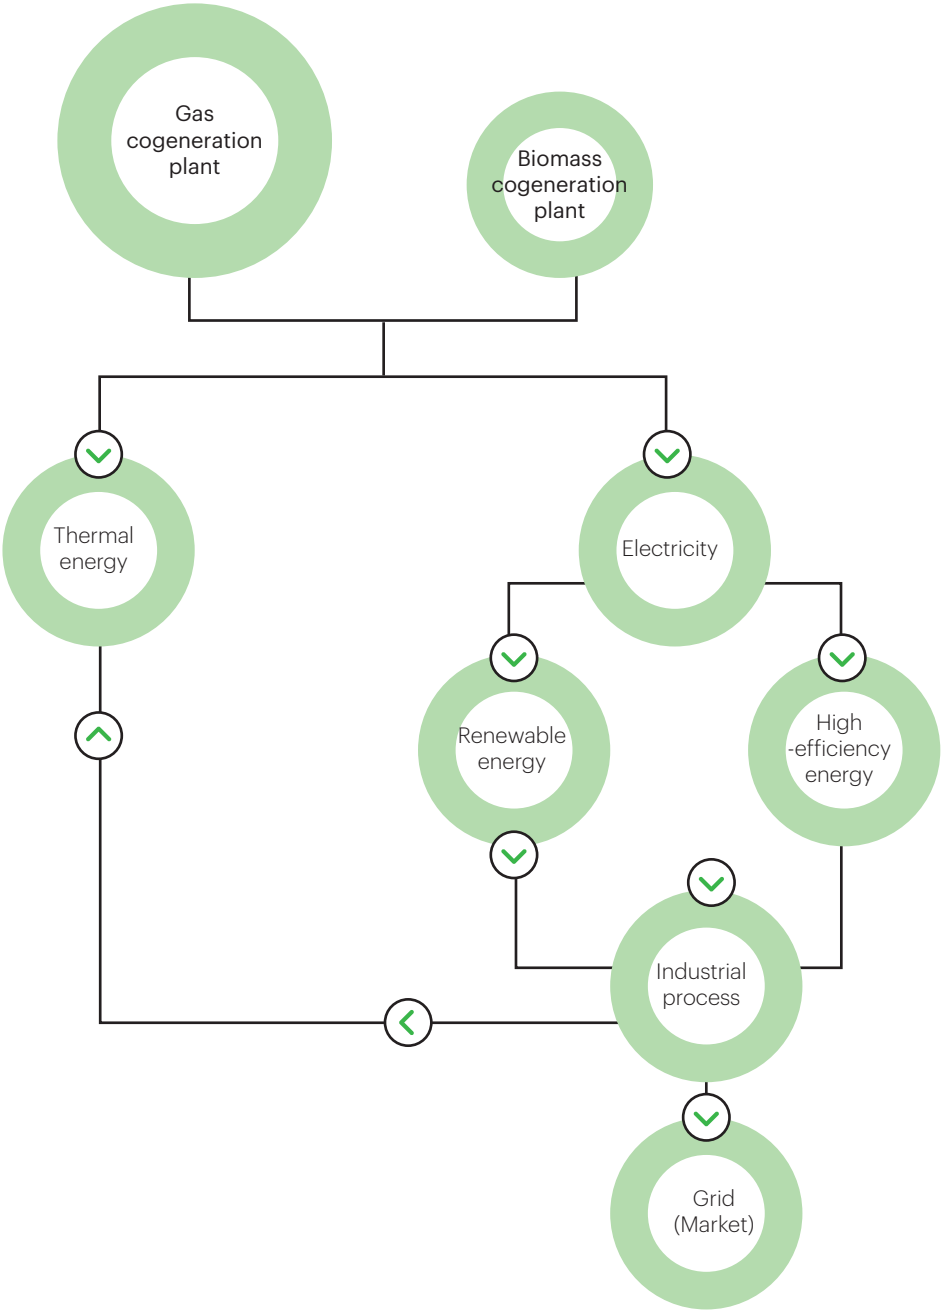 Gas
cogeneration
plant
Biomass
cogeneration
plant
Thermal
energy
Electricity
Renewable
energy
High
-efficiency
energy
Industrial
process
Grid
(Market)